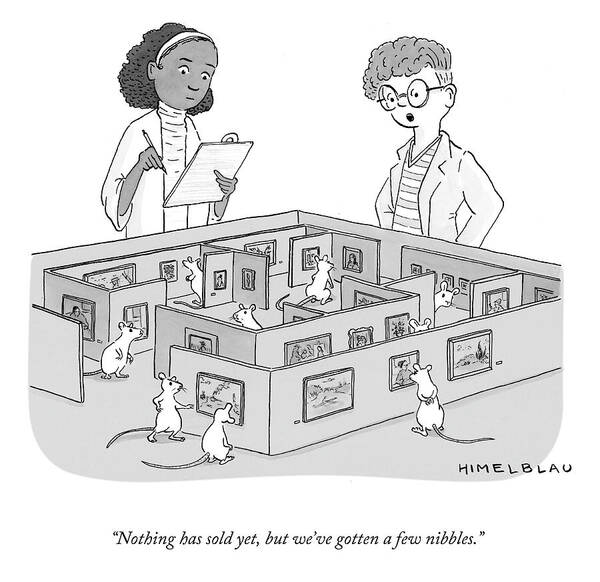 HIMELBLAU
“Nothing has sold yet, but we’ve gotten a few nibbles.”